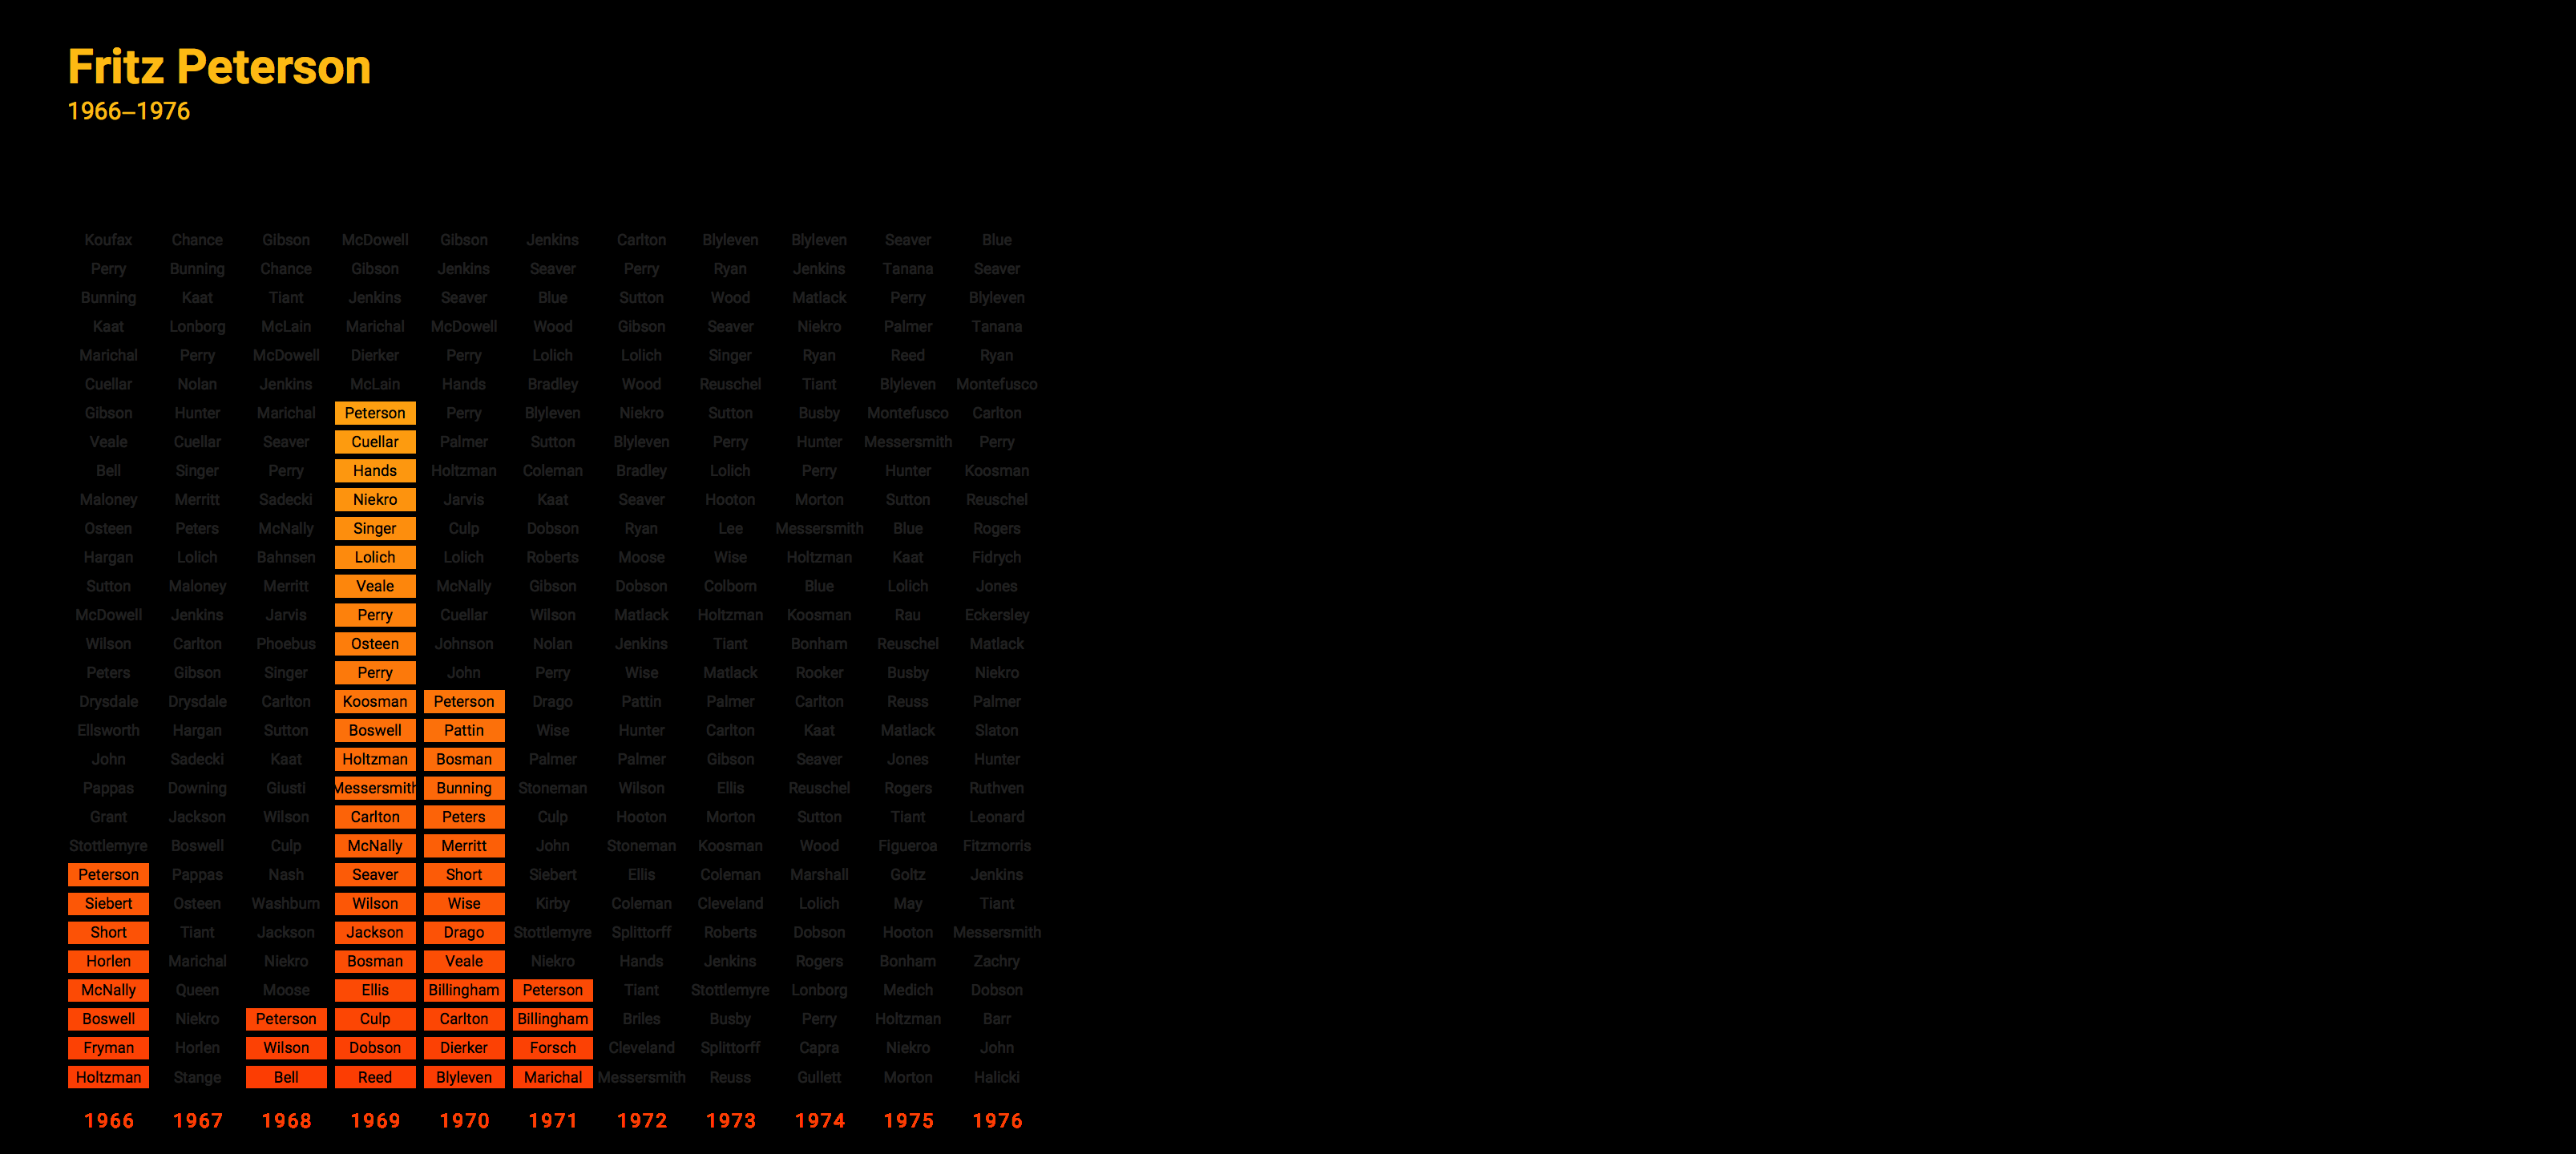 Fritz Peterson
1966–1976
Koufax Chance Gibson McDowell Gibson Jenkins Carlton Blyleven Blyleven Seaver Blue
Perry Bunning Chance Gibson Jenkins Seaver Perry Ryan Jenkins Tanana Seaver
Bunning Kaat Tiant Jenkins Seaver Blue Sutton Wood Matlack Perry Blyleven
Kaat Lonborg McLain Marichal McDowell Wood Gibson Seaver Niekro Palmer Tanana
Marichal Perry McDowell Dierker Perry Lolich Lolich Singer Ryan Reed Ryan
Cuellar Nolan Jenkins McLain Hands Bradley Wood Reuschel Tiant Blyleven Montefusco
Gibson Hunter Marichal Peterson Perry Blyleven Niekro Sutton Busby Montefusco Carlton
Veale Cuellar Seaver Cuellar Palmer Sutton Blyleven Perry Hunter Messersmith Perry
Bell Singer Perry Hands Holtzman Coleman Bradley Lolich Perry Hunter Koosman
Maloney Merritt Sadecki Niekro Jarvis Kaat Seaver Hooton Morton Sutton Reuschel
Osteen Peters McNally Singer Culp Dobson Ryan Lee Messersmith Blue Rogers
Hargan Lolich Bahnsen Lolich Lolich Roberts Moose Wise Holtzman Kaat Fidrych
Sutton Maloney Merritt Veale McNally Gibson Dobson Colborn Blue Lolich Jones
McDowell Jenkins Jarvis Perry Cuellar Wilson Matlack Holtzman Koosman Rau Eckersley
Wilson Carlton Phoebus Osteen Johnson Nolan Jenkins Tiant Bonham Reuschel Matlack
Peters Gibson Singer Perry John Perry Wise Matlack Rooker Busby Niekro
Drysdale Drysdale Carlton Koosman Peterson Drago Pattin Palmer Carlton Reuss Palmer
Ellsworth Hargan Sutton Boswell Pattin Wise Hunter Carlton Kaat Matlack Slaton
John Sadecki Kaat Holtzman Bosman Palmer Palmer Gibson Seaver Jones Hunter
Pappas Downing Giusti Messersmith Bunning Stoneman Wilson Ellis Reuschel Rogers Ruthven
Grant Jackson Wilson Carlton Peters Culp Hooton Morton Sutton Tiant Leonard
Stottlemyre Boswell Culp McNally Merritt John Stoneman Koosman Wood Figueroa Fitzmorris
Peterson Pappas Nash Seaver Short Siebert Ellis Coleman Marshall Goltz Jenkins
Siebert Osteen Washburn Wilson Wise Kirby Coleman Cleveland Lolich May Tiant
Short Tiant Jackson Jackson Drago Stottlemyre Splittorff Roberts Dobson Hooton Messersmith
Horlen Marichal Niekro Bosman Veale Niekro Hands Jenkins Rogers Bonham Zachry
McNally Queen Moose Ellis Billingham Peterson Tiant Stottlemyre Lonborg Medich Dobson
Boswell Niekro Peterson Culp Carlton Billingham Briles Busby Perry Holtzman Barr
Fryman Horlen Wilson Dobson Dierker Forsch Cleveland Splittorff Capra Niekro John
Holtzman Stange Bell Reed Blyleven Marichal Messersmith Reuss Gullett Morton Halicki
1966 1967 1968 1969 1970 1971 1972 1973 1974 1975 1976